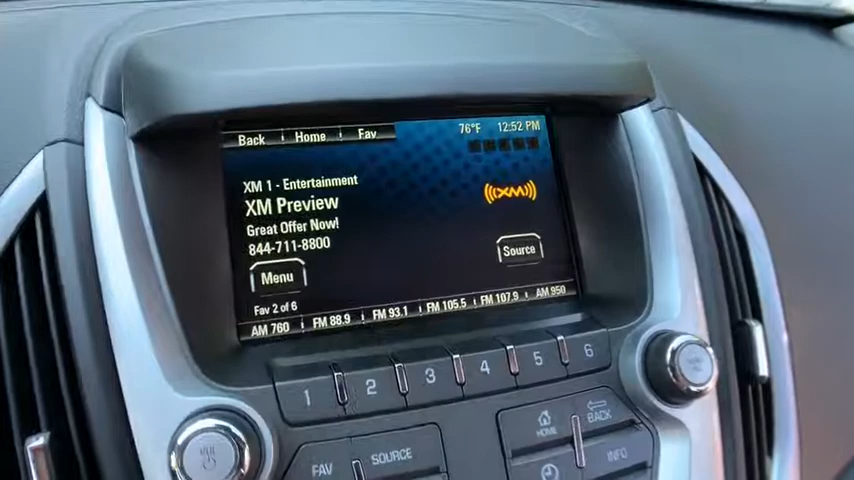 Back Home Fav 76°F 12:52 PM
XM 1 - Entertainment
XM Preview
Great Offer Now!
844-711-8800
XM
Menu
Source
Fav 2 of 6
AM 760 FM 88.9 FM 93.1 FM 105.5 FM 107.9 AM 950
1 2 3 4 5 6
FAV SOURCE HOME BACK
INFO